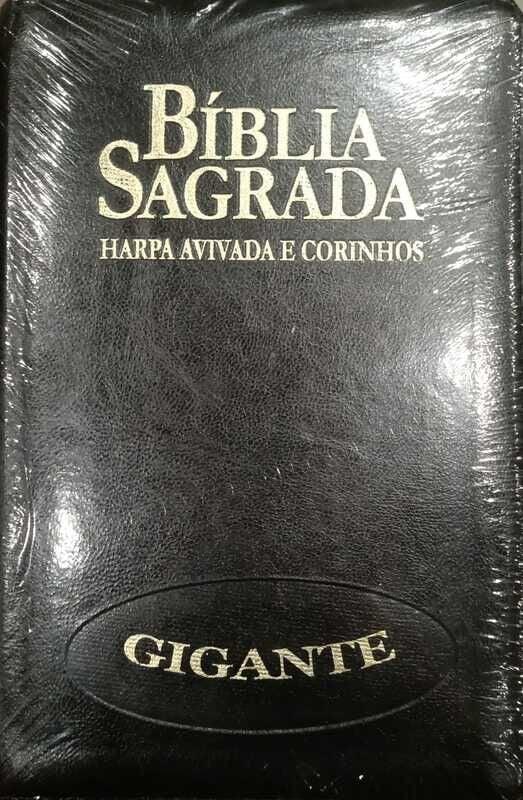 BÍBLIA
SAGRADA
HARPA AVIVADA E CORINHOS
GIGANTE